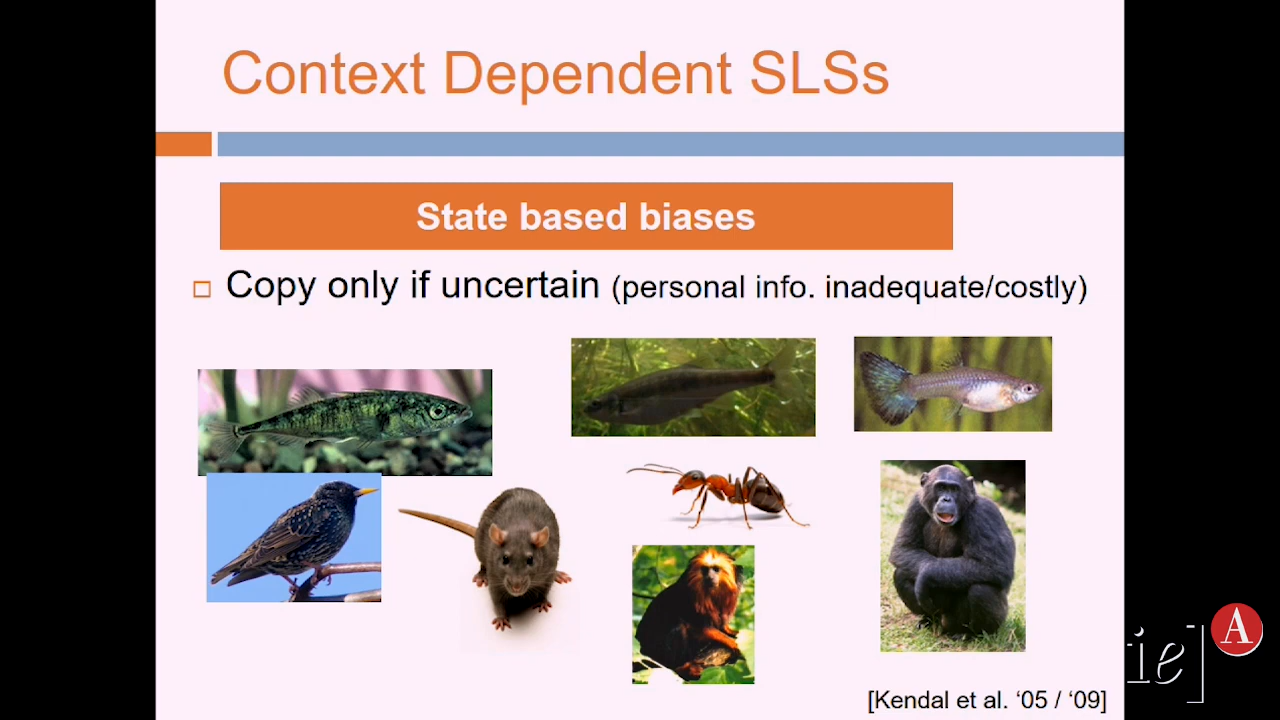 Context Dependent SLSs
State based biases
Copy only if uncertain (personal info. inadequate/costly)
[Kendal et al. ‘05 / ‘09]
ie]
A